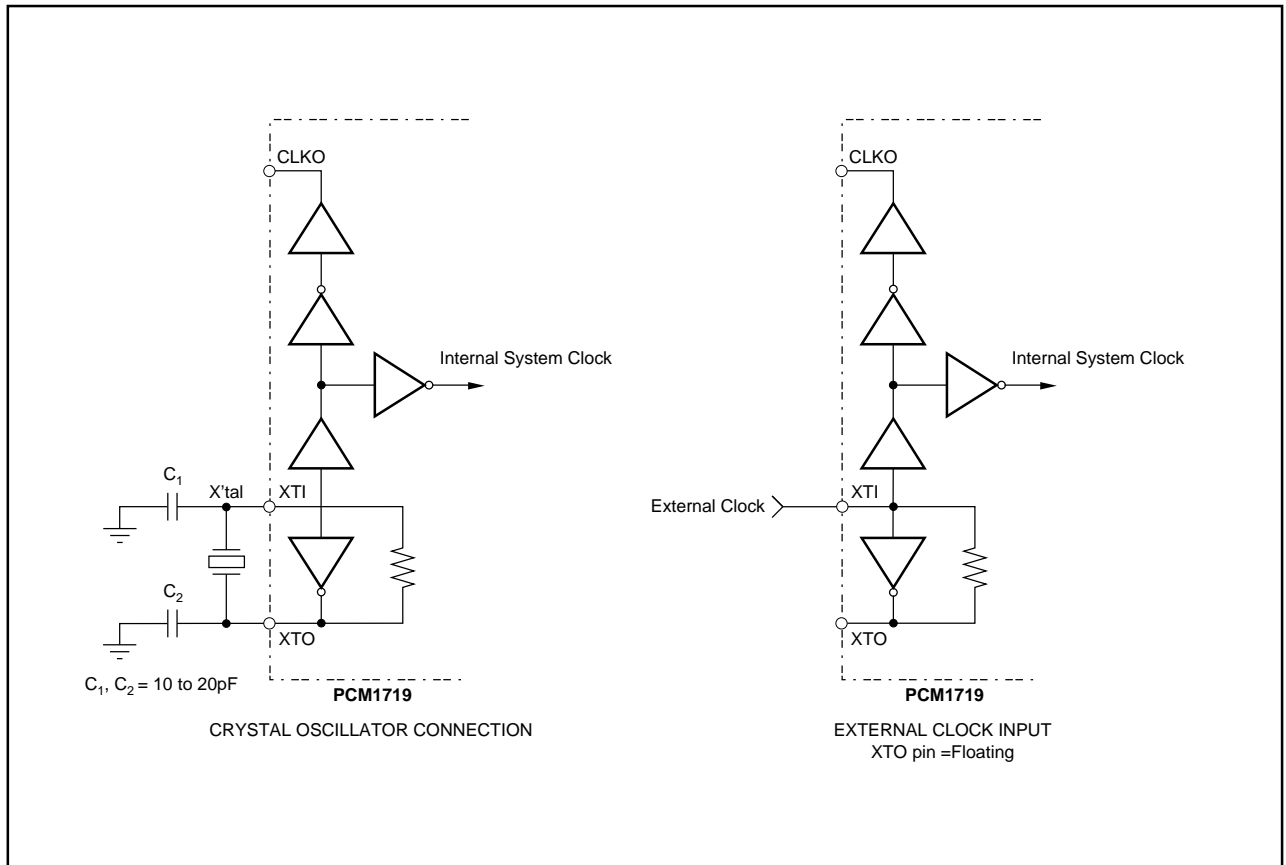 CLKO
Internal System Clock
C1
X'tal
XTI
C2
XTO
C1, C2 = 10 to 20pF
PCM1719
CRYSTAL OSCILLATOR CONNECTION
CLKO
Internal System Clock
External Clock
XTI
XTO
PCM1719
EXTERNAL CLOCK INPUT
XTO pin =Floating